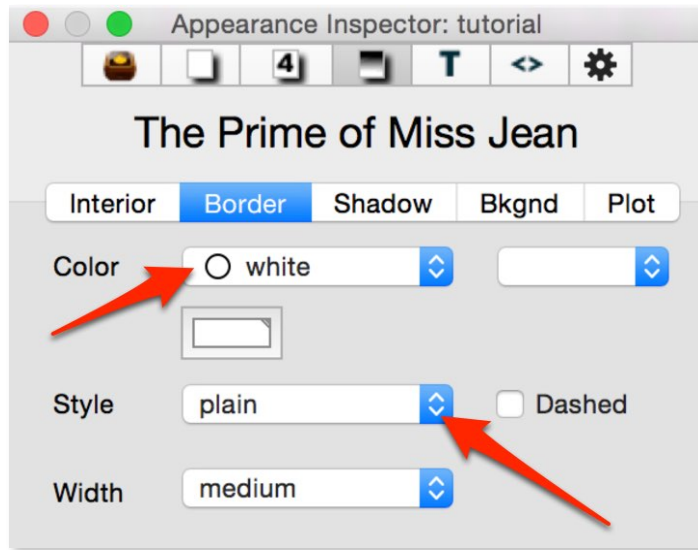 Appearance Inspector: tutorial
4 T <>
The Prime of Miss Jean
Interior Border Shadow Bkgnd Plot
Color white
Style plain Dashed
Width medium